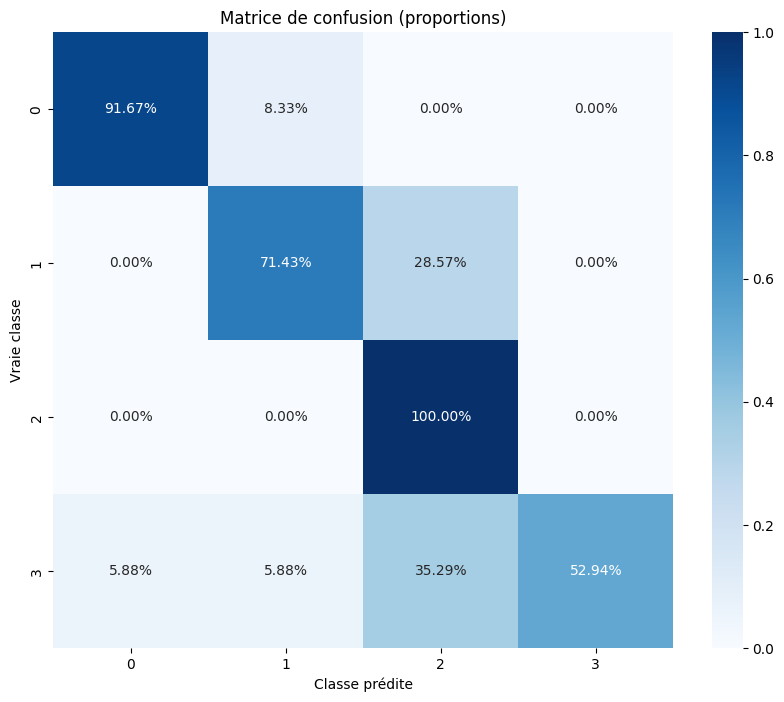 Matrice de confusion (proportions)
1.0
0
91.67% 8.33% 0.00% 0.00%
0.8
1
0.00% 71.43% 28.57% 0.00%
0.6
Vraie classe
2
0.00% 0.00% 100.00% 0.00%
0.4
0.2
3
5.88% 5.88% 35.29% 52.94%
0.0
0 1 2 3
Classe prédite